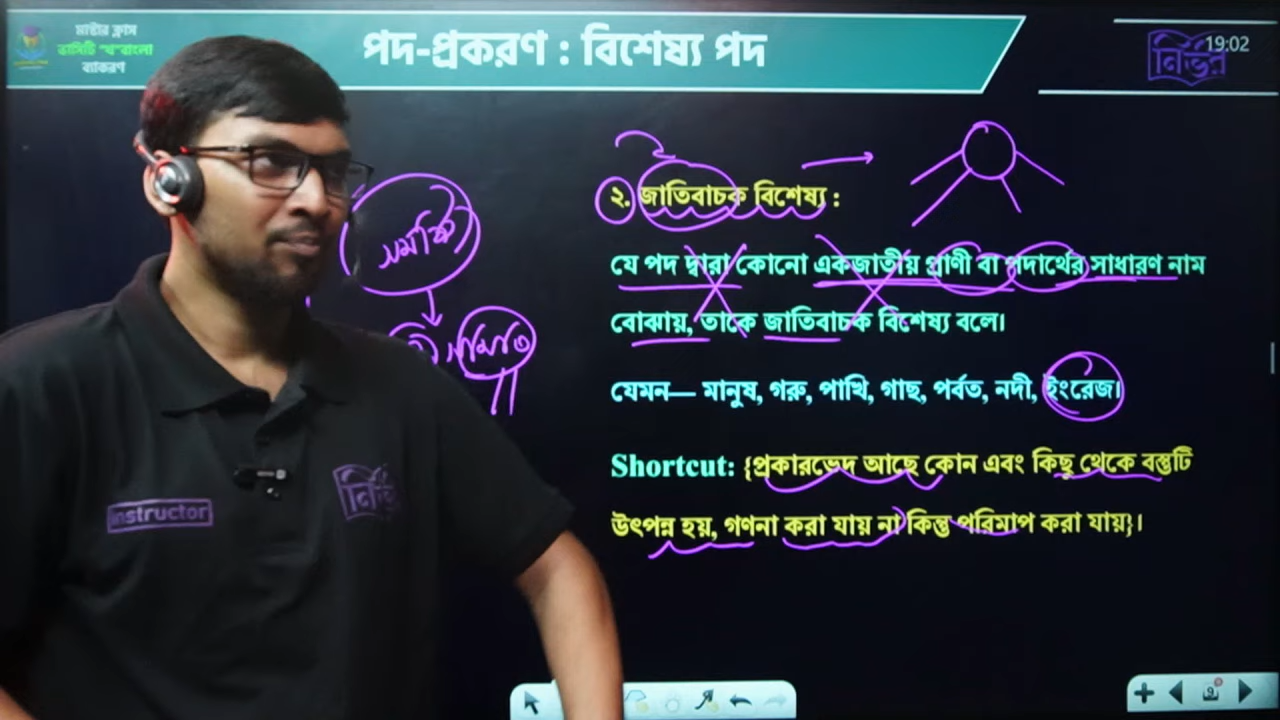 মাস্টার ক্লাস
ভার্সিটি "খ" বাংলা
ব্যাকরণ
পদ-প্রকরণ : বিশেষ্য পদ
নির্ভর
19:02
২. জাতিবাচক বিশেষ্য :
যে পদ দ্বারা কোনো একজাতীয় প্রাণী বা পদার্থের সাধারণ নাম
বোঝায়, তাকে জাতিবাচক বিশেষ্য বলে।
যেমন— মানুষ, গরু, পাখি, গাছ, পর্বত, নদী, ইংরেজ।
Shortcut: {প্রকারভেদ আছে কোন এবং কিছু থেকে বস্তুটি
উৎপন্ন হয়, গণনা করা যায় না কিন্তু পরিমাপ করা যায়}।
সমষ্টি
সমিতি
instructor
নির্ভর